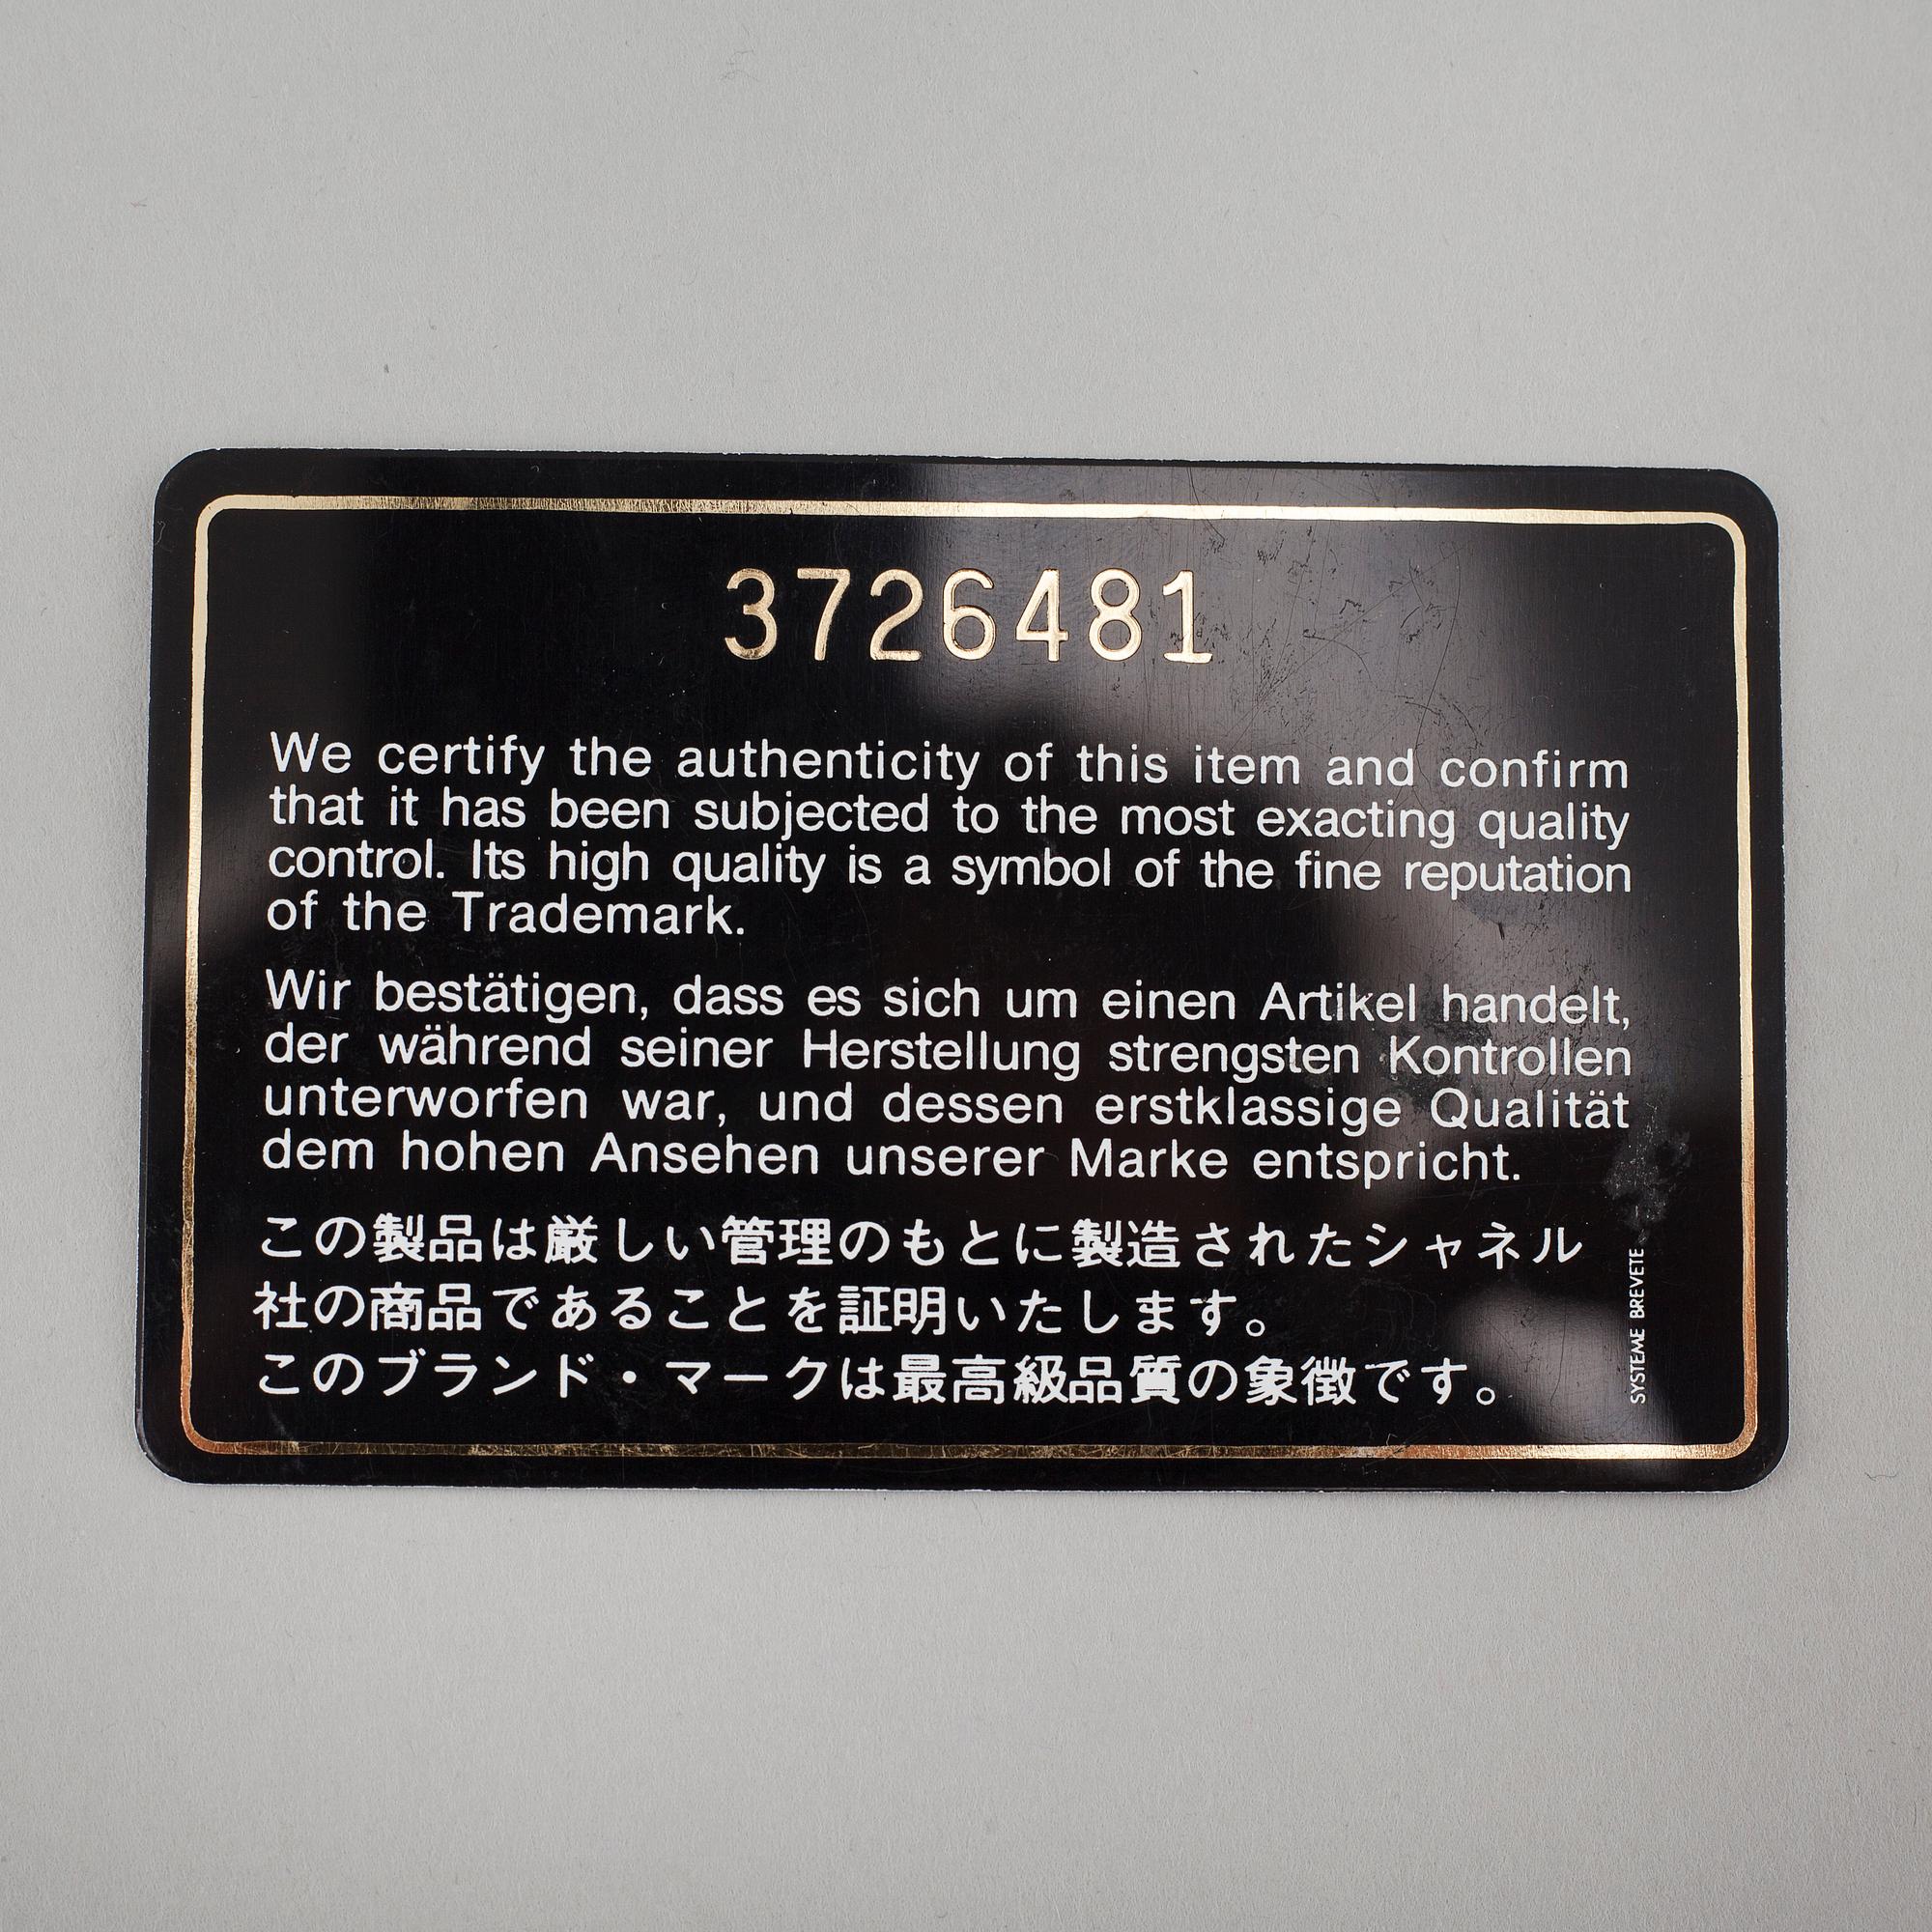 3726481
We certify the authenticity of this item and confirm
that it has been subjected to the most exacting quality
control. Its high quality is a symbol of the fine reputation
of the Trademark.
Wir bestätigen, dass es sich um einen Artikel handelt,
der während seiner Herstellung strengsten Kontrollen
unterworfen war, und dessen erstklassige Qualität
dem hohen Ansehen unserer Marke entspricht.
この製品は厳しい管理のもとに製造されたシャネル
社の商品であることを証明いたします。
このブランド・マークは最高級品質の象徴です。
SYSTEME BREVETE